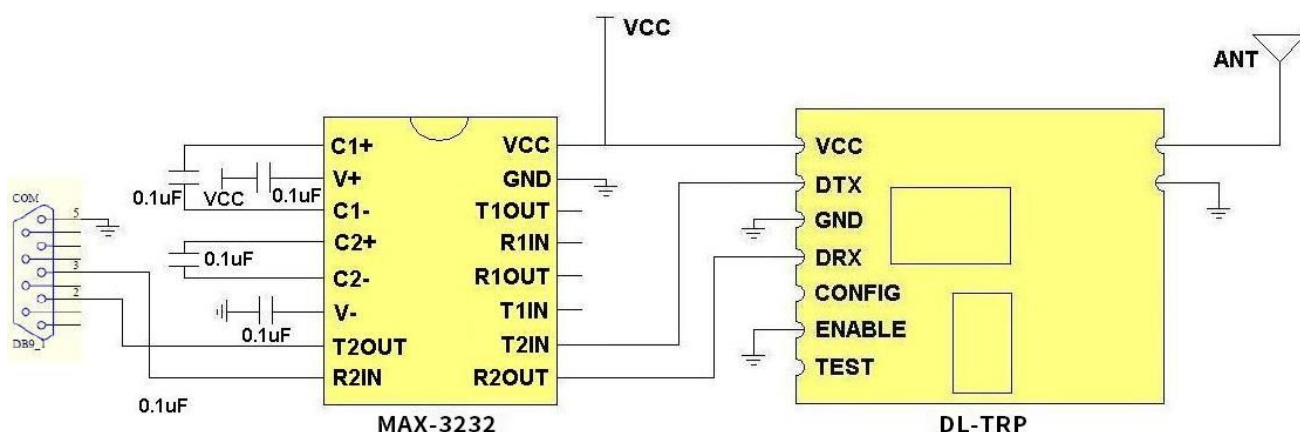 VCC
ANT
COM
5
3
2
DB9_1
0.1uF
VCC
0.1uF
0.1uF
0.1uF
0.1uF
C1+
V+
C1-
C2+
C2-
V-
T2OUT
R2IN
VCC
GND
T1OUT
R1IN
R1OUT
T1IN
T2IN
R2OUT
MAX-3232
VCC
DTX
GND
DRX
CONFIG
ENABLE
TEST
DL-TRP